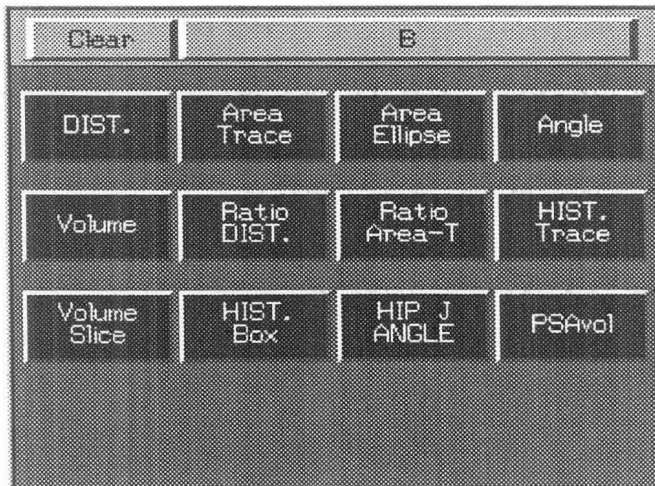 Clear B
DIST. Area Trace Area Ellipse Angle
Volume Ratio DIST. Ratio Area-T HIST. Trace
Volume Slice HIST. Box HIP J ANGLE PSAvol